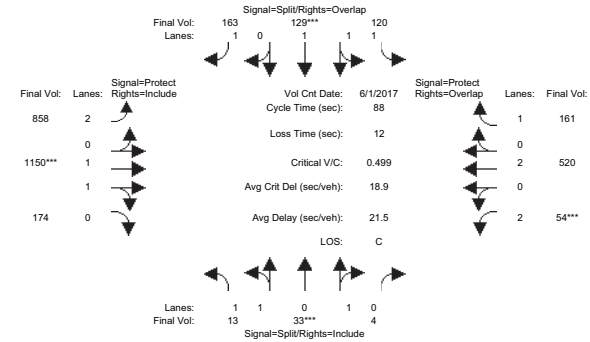 Signal=Split/Rights=Overlap
Final Vol: 163 129*** 120
Lanes: 1 0 1 1 1
Signal=Protect
Rights=Include
Final Vol: Lanes:
Vol Cnt Date: 6/1/2017
Signal=Protect
Rights=Overlap
Lanes: Final Vol:
Cycle Time (sec): 88
858 2
1 161
Loss Time (sec): 12
0
0
1150*** 1
Critical V/C: 0.499
2 520
1
Avg Crit Del (sec/veh): 18.9
0
174 0
Avg Delay (sec/veh): 21.5
2 54***
LOS: C
Lanes: 1 1 0 1 0
Final Vol: 13 33*** 4
Signal=Split/Rights=Include